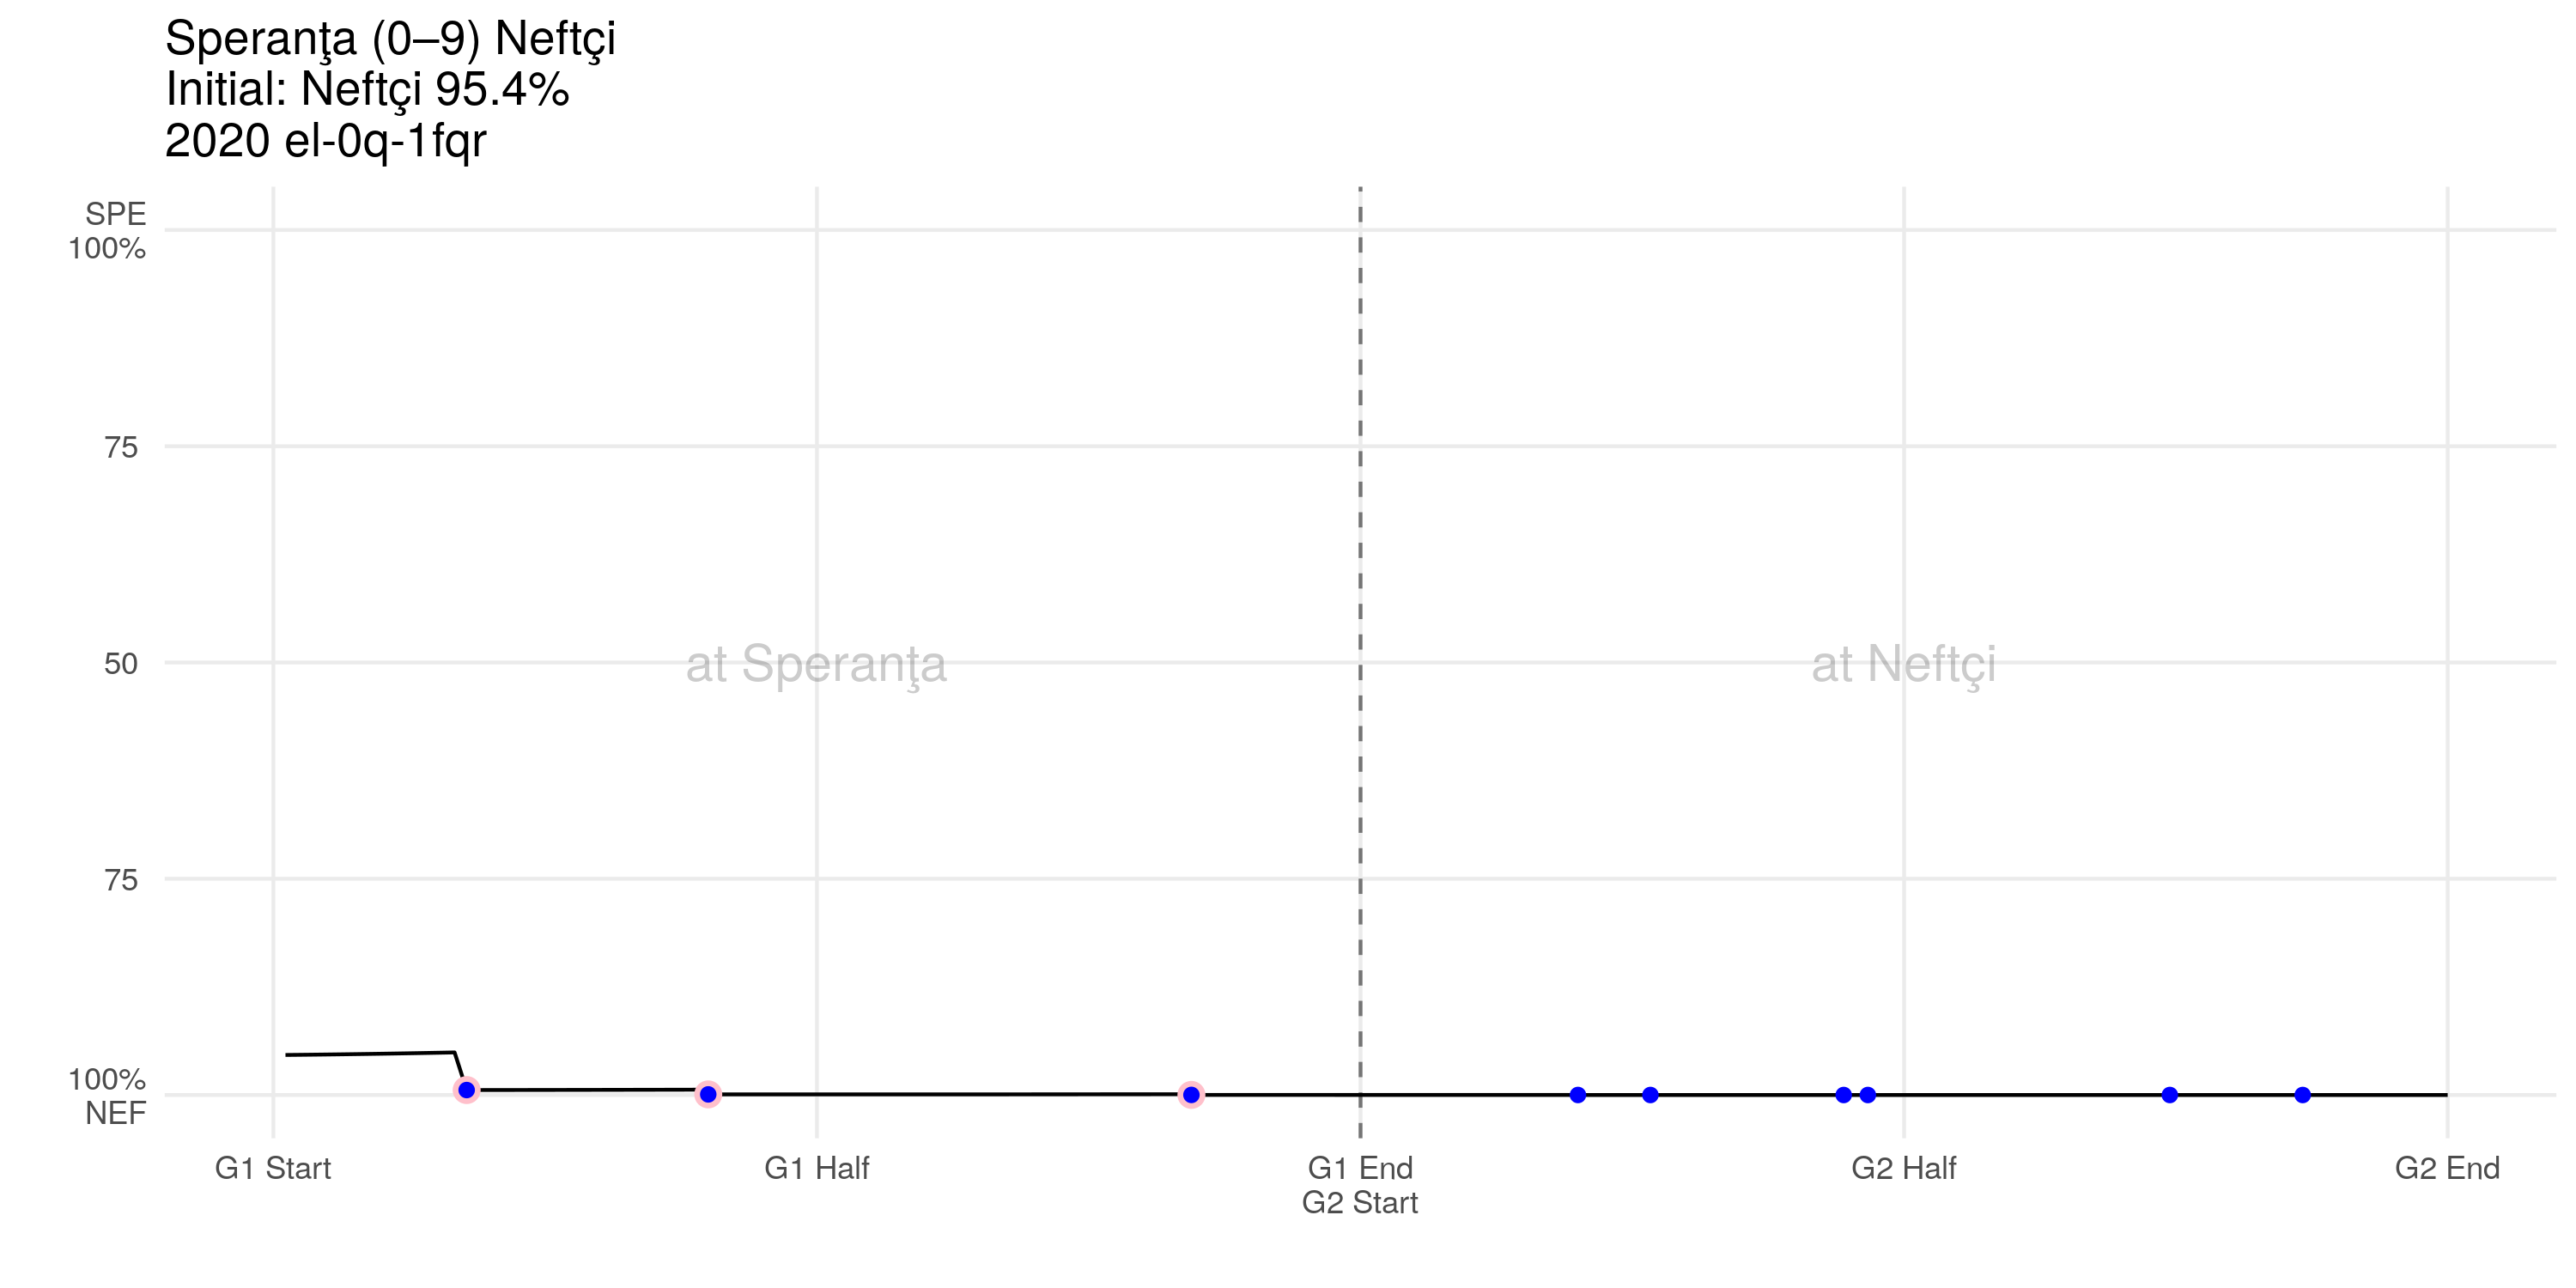 Speranţa (0–9) Neftçi
Initial: Neftçi 95.4%
2020 el-0q-1fqr
SPE
100%
75
50
75
100%
NEF
at Speranţa
at Neftçi
G1 Start
G1 Half
G1 End
G2 Start
G2 Half
G2 End